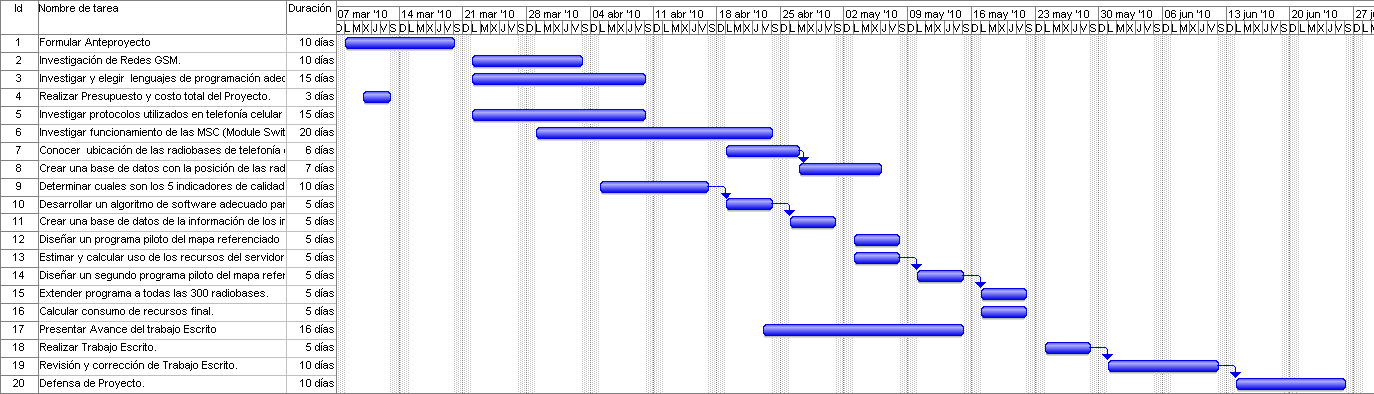 Id Nombre de tarea Duración 07 mar '10 14 mar '10 21 mar '10 28 mar '10 04 abr '10 11 abr '10 18 abr '10 25 abr '10 02 may '10 09 may '10 16 may '10 23 may '10 30 may '10 06 jun '10 13 jun '10 20 jun '10 27 j
D L M X J V S D L M X J V S D L M X J V S D L M X J V S D L M X J V S D L M X J V S D L M X J V S D L M X J V S D L M X J V S D L M X J V S D L M X J V S D L M X J V S D L M X J V S D L M X J V S D L M X J V S D L M X J V S D L M
1 Formular Anteproyecto 10 días
2 Investigación de Redes GSM. 10 días
3 Investigar y elegir lenguajes de programación adec 15 días
4 Realizar Presupuesto y costo total del Proyecto. 3 días
5 Investigar protocolos utilizados en telefonía celular 15 días
6 Investigar funcionamiento de las MSC (Module Swit 20 días
7 Conocer ubicación de las radiobases de telefonía 6 días
8 Crear una base de datos con la posición de las rad 7 días
9 Determinar cuales son los 5 indicadores de calidad 10 días
10 Desarrollar un algoritmo de software adecuado par 5 días
11 Crear una base de datos de la información de los ir 5 días
12 Diseñar un programa piloto del mapa referenciado 5 días
13 Estimar y calcular uso de los recursos del servidor 5 días
14 Diseñar un segundo programa piloto del mapa refer 5 días
15 Extender programa a todas las 300 radiobases. 5 días
16 Calcular consumo de recursos final. 5 días
17 Presentar Avance del trabajo Escrito 16 días
18 Realizar Trabajo Escrito. 5 días
19 Revisión y corrección de Trabajo Escrito. 10 días
20 Defensa de Proyecto. 10 días